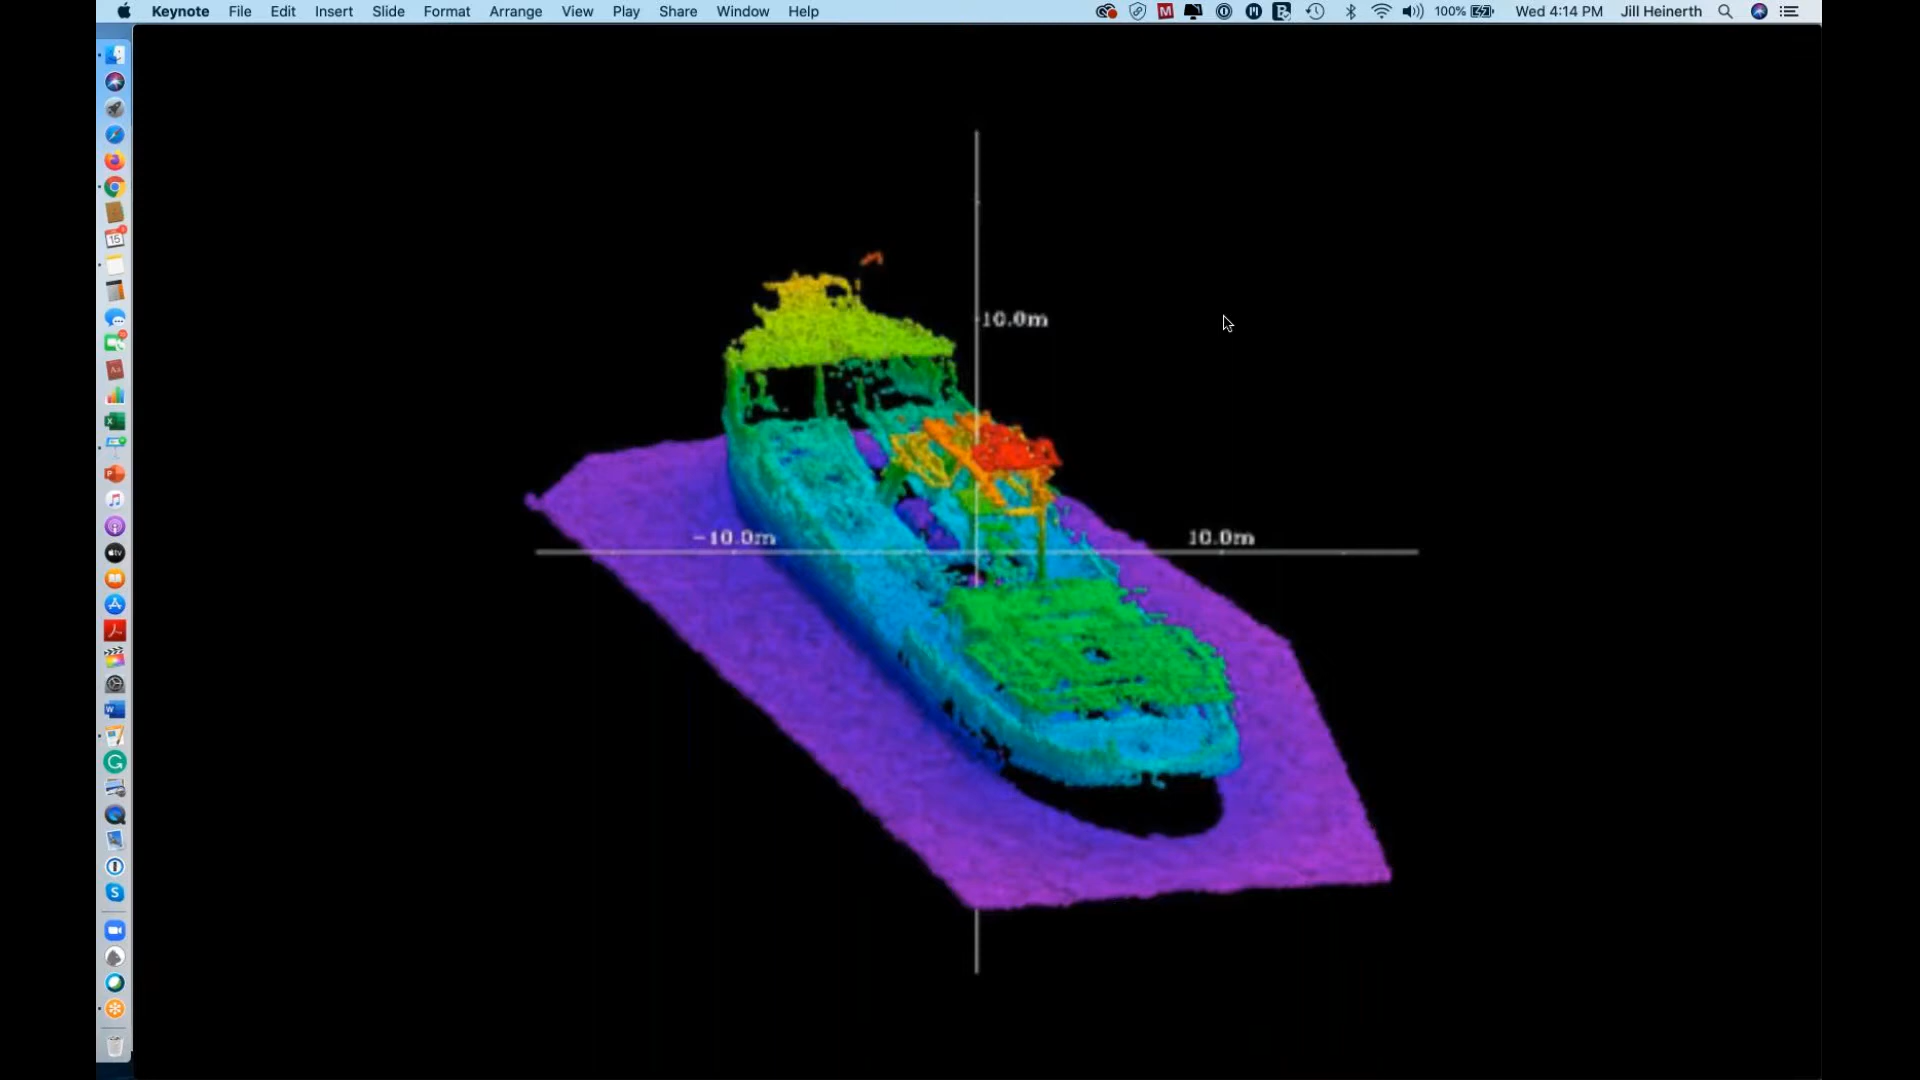 Keynote File Edit Insert Slide Format Arrange View Play Share Window Help 100% Wed 4:14 PM Jill Heinerth
10.0m
-10.0m 10.0m
15